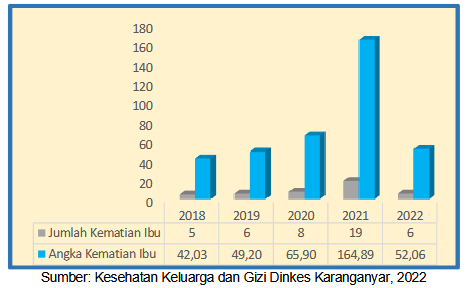 180
160
140
120
100
80
60
40
20
0
2018 2019 2020 2021 2022
Jumlah Kematian Ibu 5 6 8 19 6
Angka Kematian Ibu 42,03 49,20 65,90 164,89 52,06
Sumber: Kesehatan Keluarga dan Gizi Dinkes Karanganyar, 2022